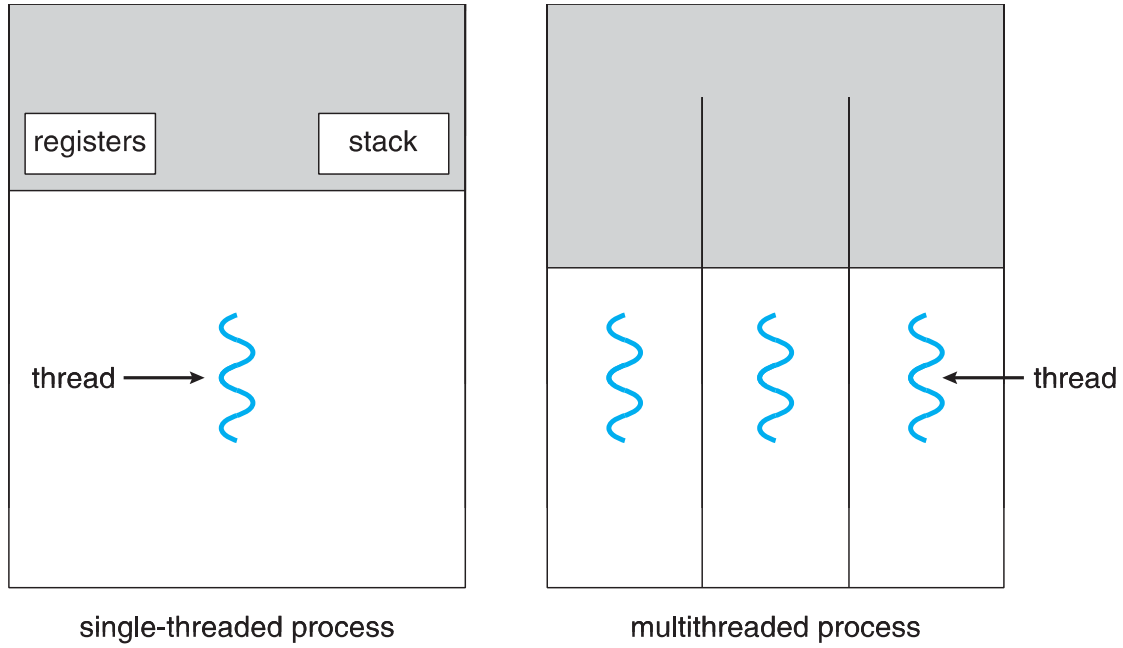 registers
stack
thread
thread
single-threaded process
multithreaded process